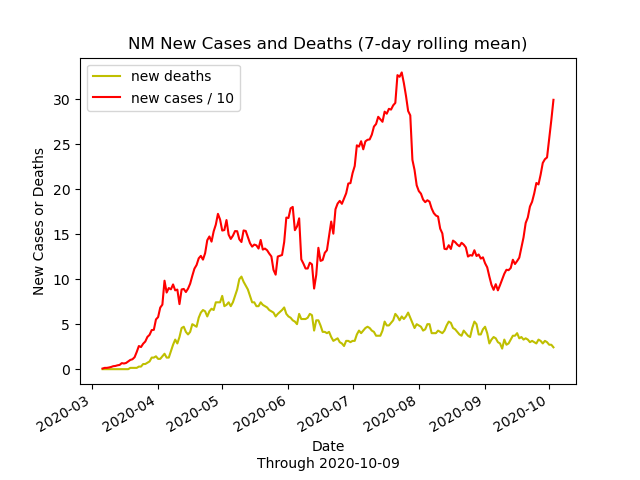 NM New Cases and Deaths (7-day rolling mean)
new deaths
new cases / 10
New Cases or Deaths
30
25
20
15
10
5
0
2020-03
2020-04
2020-05
2020-06
2020-07
2020-08
2020-09
2020-10
Date
Through 2020-10-09